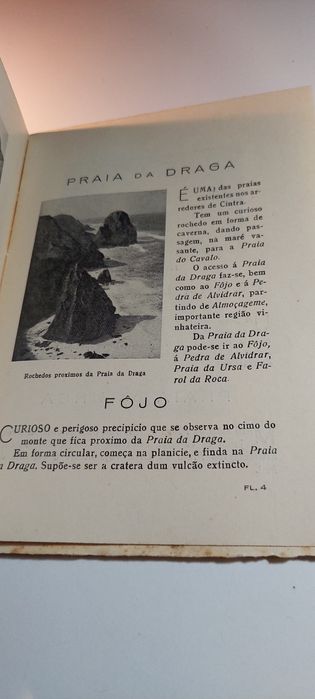 PRAIA DA DRAGA
É UMA) das praias
existentes nos ar-
redores de Cintra.
Tem um curioso
rochedo em forma de
caverna, dando pas-
sagem, na maré va-
sante, para a Praia
do Cavalo.
O acesso á Praia
da Draga faz-se, bem
como ao Fôjo e á Pe-
dra de Alvidrar, par-
tindo de Almoçageme,
importante região vi-
nhateira.
Da Praia da Dra-
ga pode-se ir ao Fôjo,
á Pedra de Alvidrar,
Praia da Ursa e Fa-
rol da Roca.
Rochedos proximos da Praia da Draga
FÔJO
CURIOSO e perigoso precipício que se observa no cimo do
monte que fica proximo da Praia da Draga.
Em forma circular, começa na planicie, e finda na Praia
a Draga. Supõe-se ser a cratera dum vulcão extincto.
FL. 4